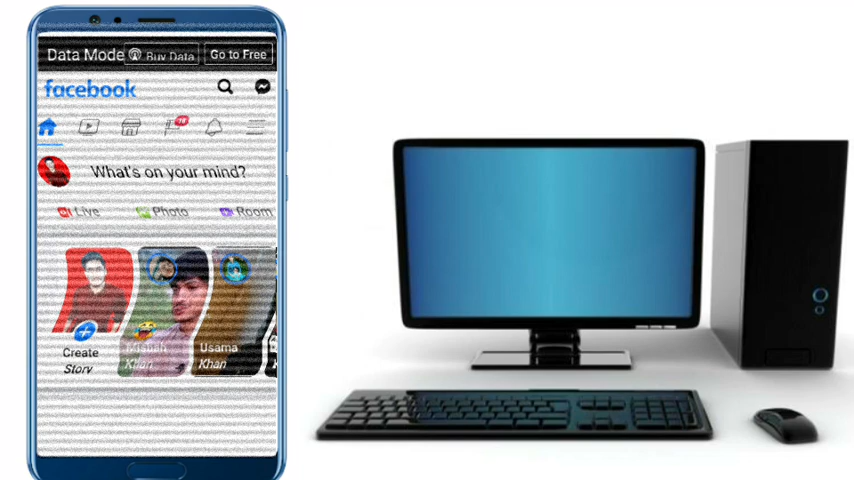 Data Mode Buy Data Go to Free
facebook
What's on your mind?
Live Photo Room
Create
Story
Khan
Usama
Khan